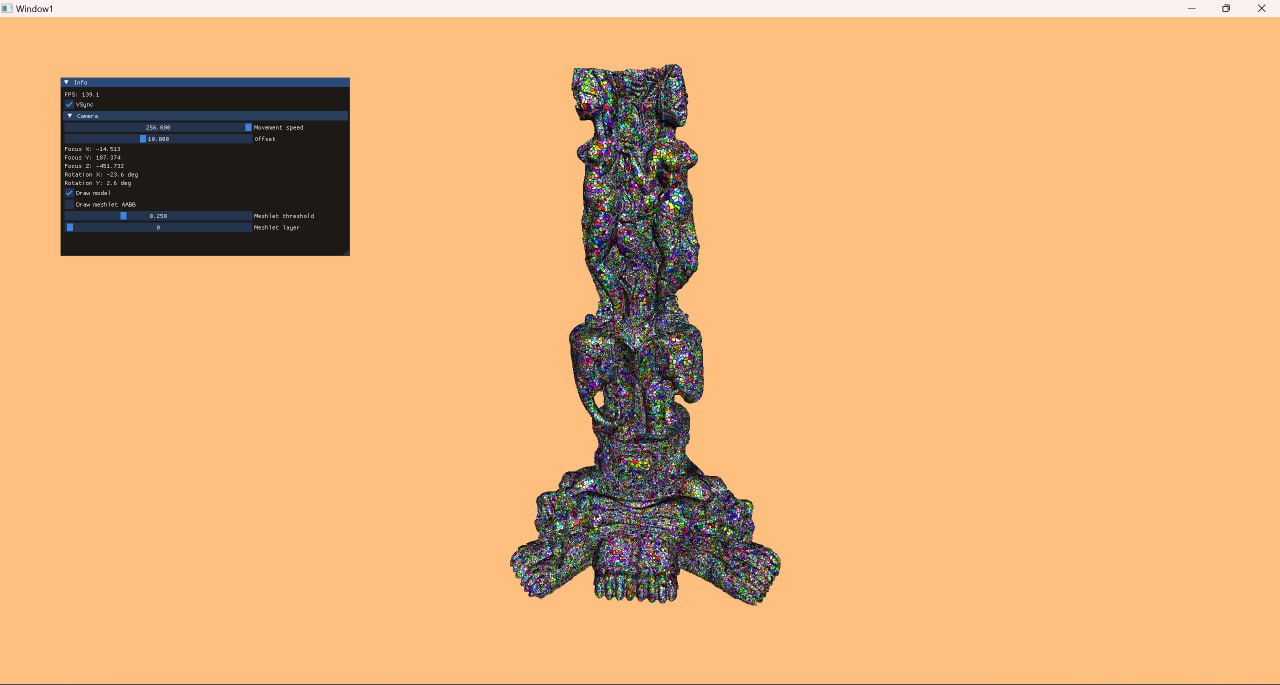 Window1
Info
FPS: 139.1
VSync
Camera
256.000 Movement speed
10.000 Offset
Focus X: -14.513
Focus Y: 187.374
Focus Z: -451.732
Rotation X: -23.6 deg
Rotation Y: 2.6 deg
Draw model
Draw meshlet AABB
0.250 Meshlet threshold
0 Meshlet layer